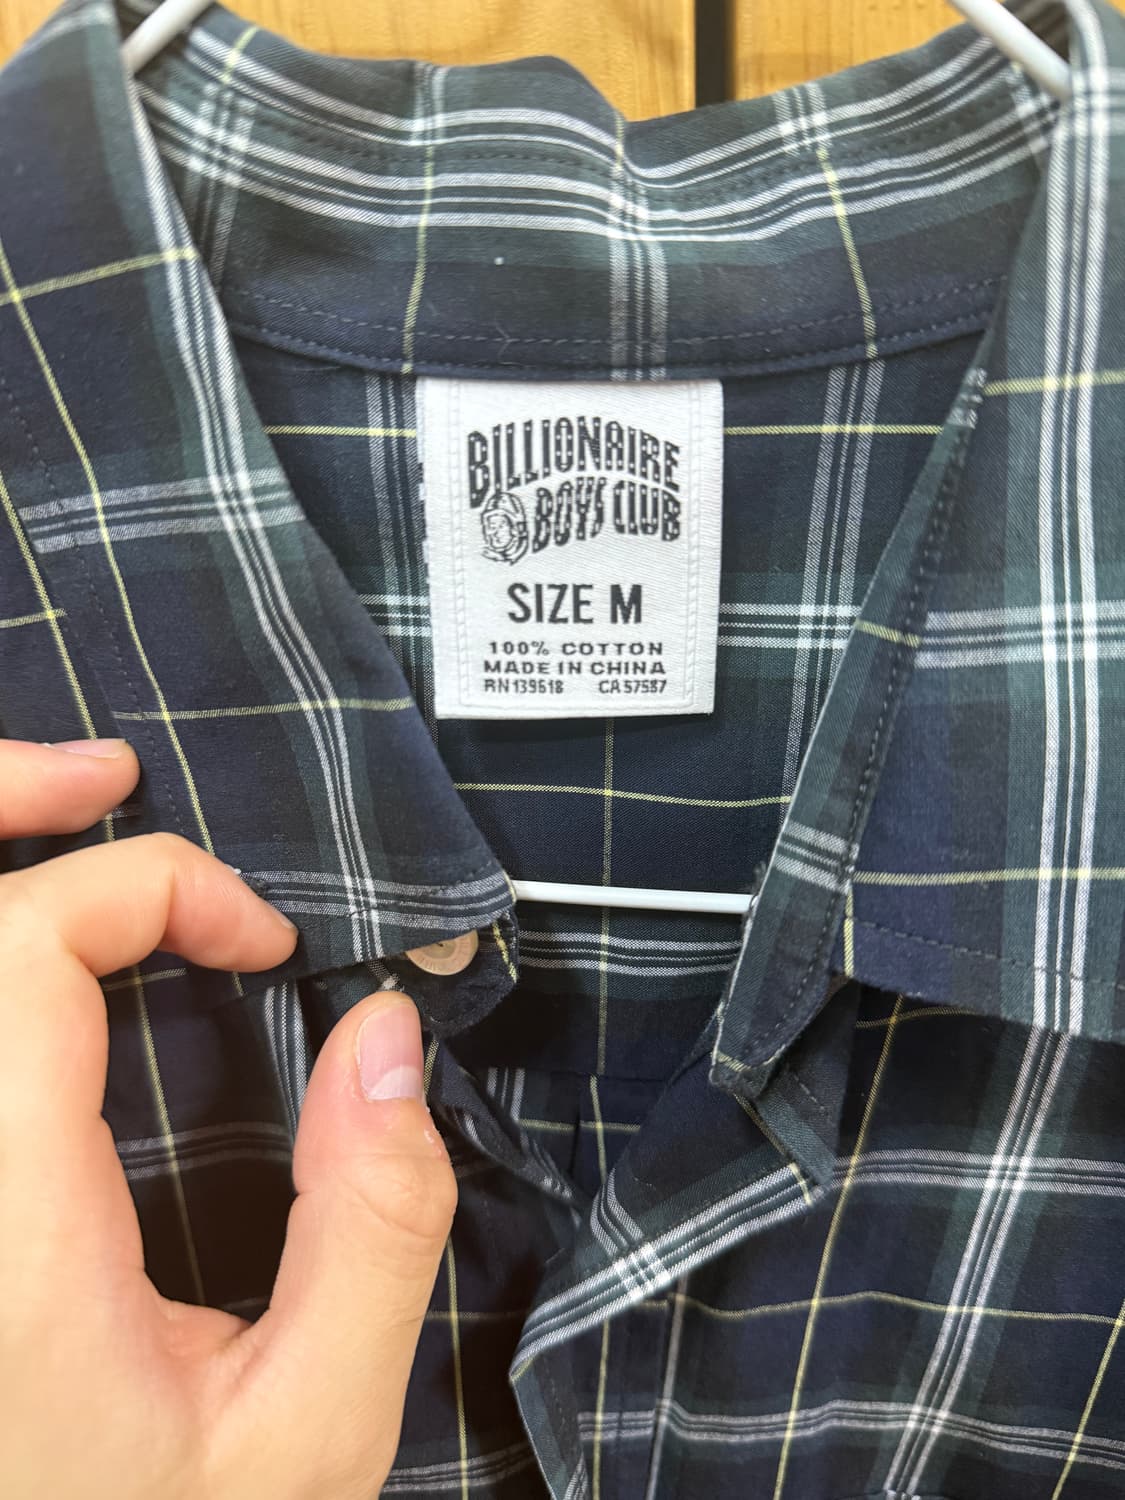 BILLIONAIRE
BOYS CLUB
SIZE M
100% COTTON
MADE IN CHINA
RN 139618 CA 57587